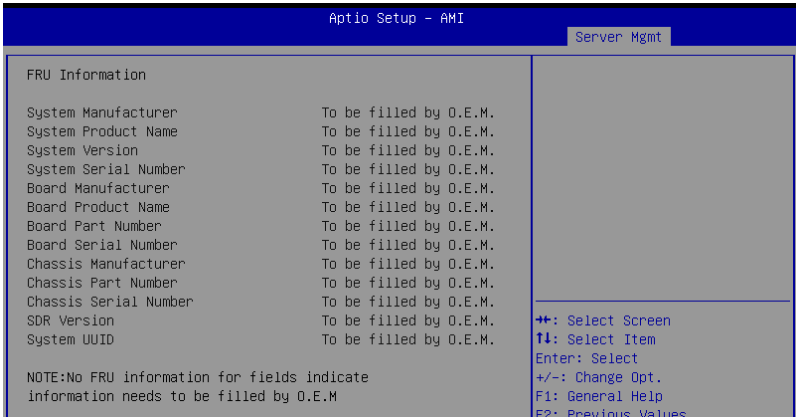 Aptio Setup – AMI
Server Mgmt
FRU Information
System Manufacturer To be filled by O.E.M.
System Product Name To be filled by O.E.M.
System Version To be filled by O.E.M.
System Serial Number To be filled by O.E.M.
Board Manufacturer To be filled by O.E.M.
Board Product Name To be filled by O.E.M.
Board Part Number To be filled by O.E.M.
Board Serial Number To be filled by O.E.M.
Chassis Manufacturer To be filled by O.E.M.
Chassis Part Number To be filled by O.E.M.
Chassis Serial Number To be filled by O.E.M.
SDR Version To be filled by O.E.M.
System UUID To be filled by O.E.M.
NOTE:No FRU information for fields indicate
information needs to be filled by O.E.M
→←: Select Screen
↑↓: Select Item
Enter: Select
+/-: Change Opt.
F1: General Help
F2: Previous Values